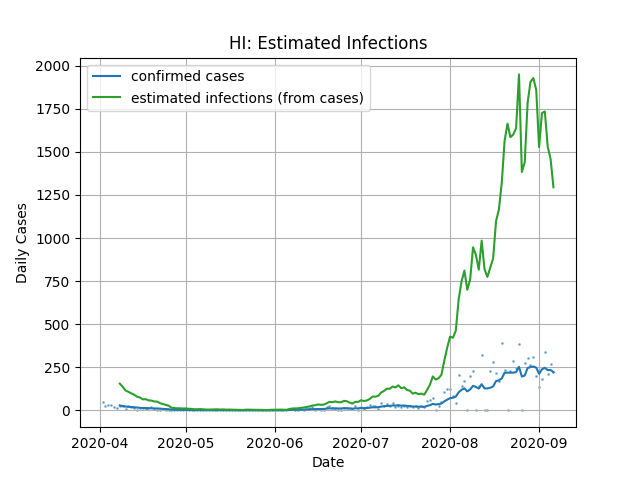 HI: Estimated Infections
confirmed cases
estimated infections (from cases)
Daily Cases
2000
1750
1500
1250
1000
750
500
250
0
2020-04 2020-05 2020-06 2020-07 2020-08 2020-09
Date